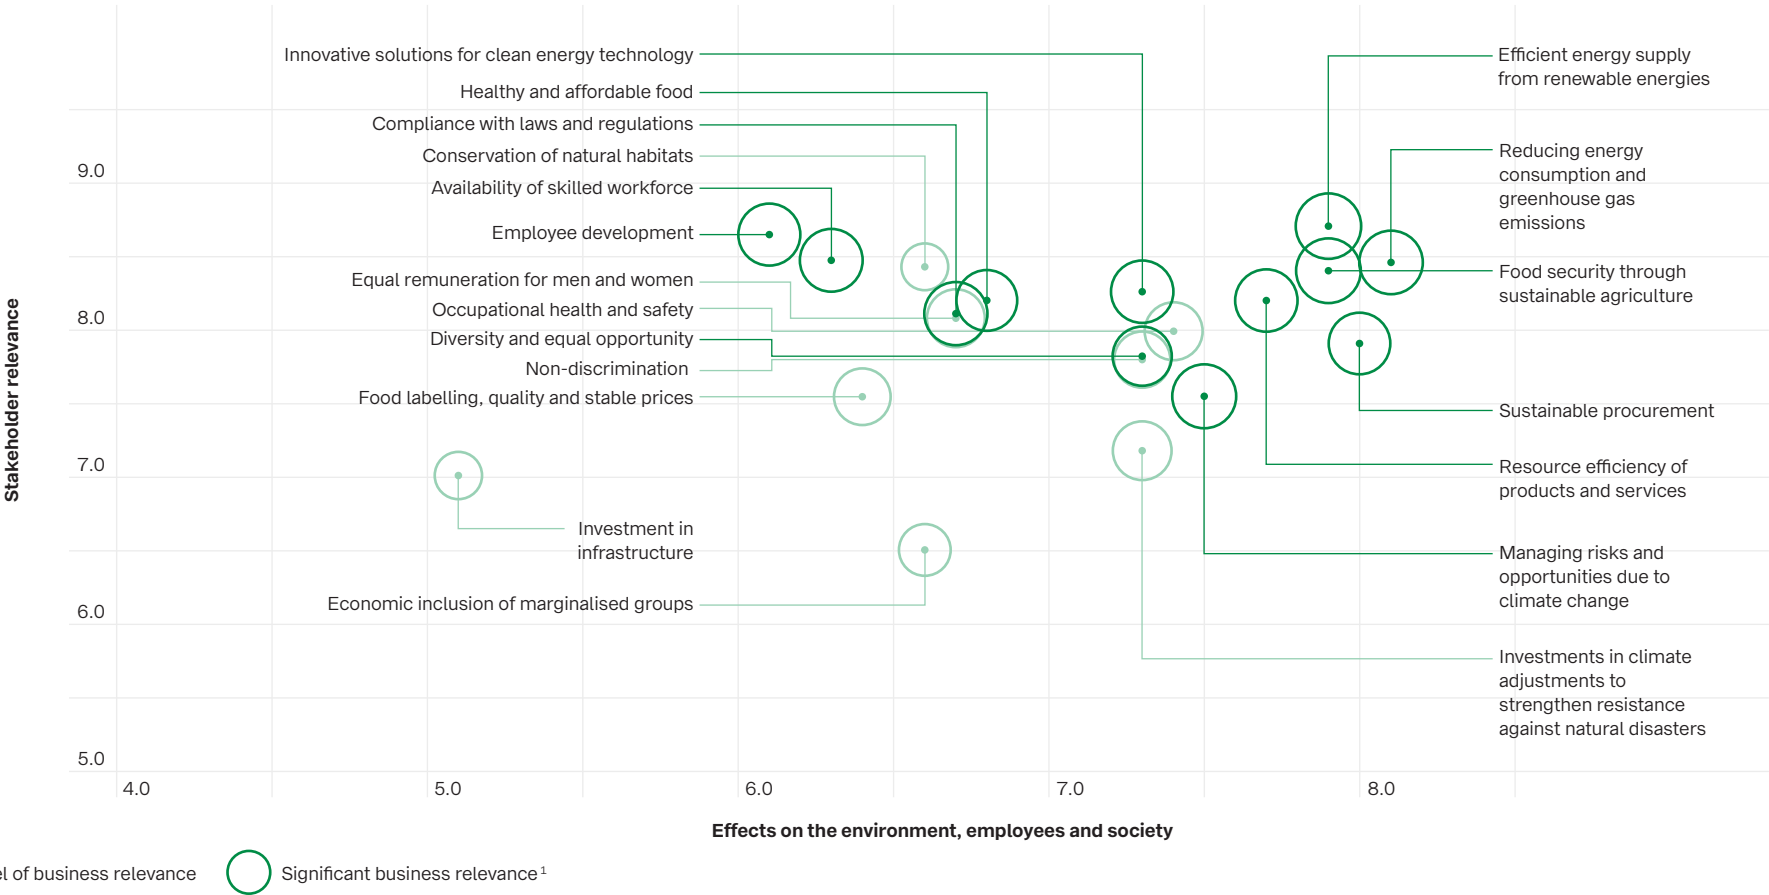 Innovative solutions for clean energy technology
Healthy and affordable food
Compliance with laws and regulations
Conservation of natural habitats
Availability of skilled workforce
Employee development
Equal remuneration for men and women
Occupational health and safety
Diversity and equal opportunity
Non-discrimination
Food labelling, quality and stable prices
Investment in
infrastructure
Economic inclusion of marginalised groups
Efficient energy supply
from renewable energies
Reducing energy
consumption and
greenhouse gas
emissions
Food security through
sustainable agriculture
Sustainable procurement
Resource efficiency of
products and services
Managing risks and
opportunities due to
climate change
Investments in climate
adjustments to
strengthen resistance
against natural disasters
Stakeholder relevance
9.0
8.0
7.0
6.0
5.0
4.0 5.0 6.0 7.0 8.0
Effects on the environment, employees and society
of business relevance
Significant business relevance¹